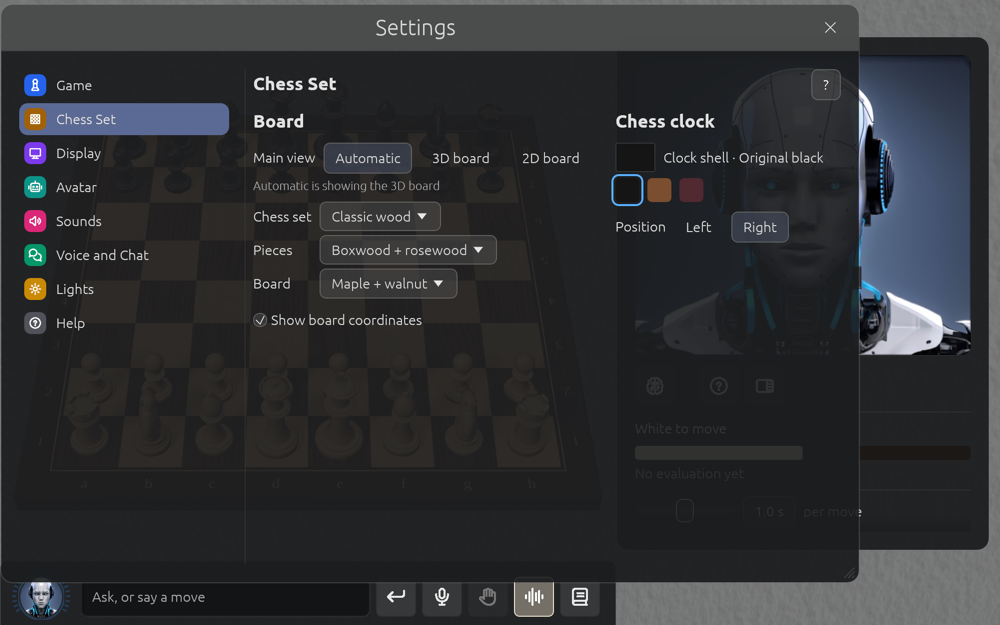 Settings
Game
Chess Set
Display
Avatar
Sounds
Voice and Chat
Lights
Help
Chess Set
?
Board
Main view Automatic 3D board 2D board
Automatic is showing the 3D board
Chess set Classic wood
Pieces Boxwood + rosewood
Board Maple + walnut
Show board coordinates
Chess clock
Clock shell · Original black
Position Left Right
a b c d e f g h
White to move
No evaluation yet
1.0 s per move
Ask, or say a move